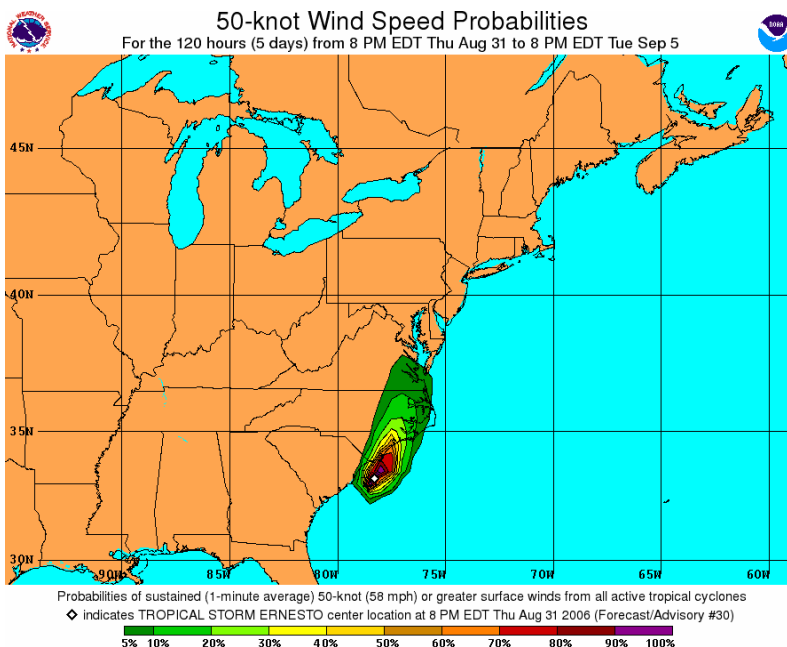 50-knot Wind Speed Probabilities
For the 120 hours (5 days) from 8 PM EDT Thu Aug 31 to 8 PM EDT Tue Sep 5
NATIONAL WEATHER SERVICE
NOAA
45N
40N
35N
30N
90W 85W 80W 75W 70W 65W 60W
Probabilities of sustained (1-minute average) 50-knot (58 mph) or greater surface winds from all active tropical cyclones
indicates TROPICAL STORM ERNESTO center location at 8 PM EDT Thu Aug 31 2006 (Forecast/Advisory #30)
5% 10% 20% 30% 40% 50% 60% 70% 80% 90% 100%